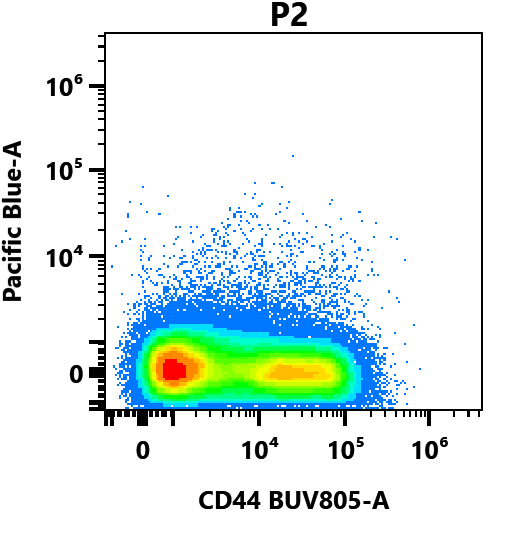 P2
Pacific Blue-A
10⁶
10⁵
10⁴
0
0 10⁴ 10⁵ 10⁶
CD44 BUV805-A